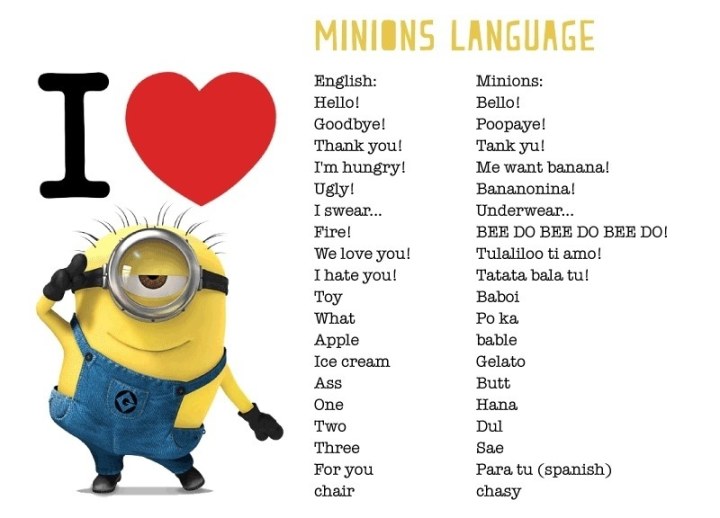 I
MINIONS LANGUAGE
English: Minions:
Hello! Bello!
Goodbye! Poopaye!
Thank you! Tank yu!
I'm hungry! Me want banana!
Ugly! Bananonina!
I swear... Underwear...
Fire! BEE DO BEE DO BEE DO!
We love you! Tulaliloo ti amo!
I hate you! Tatata bala tu!
Toy Baboi
What Po ka
Apple bable
Ice cream Gelato
Ass Butt
One Hana
Two Dul
Three Sae
For you Para tu (spanish)
chair chasy